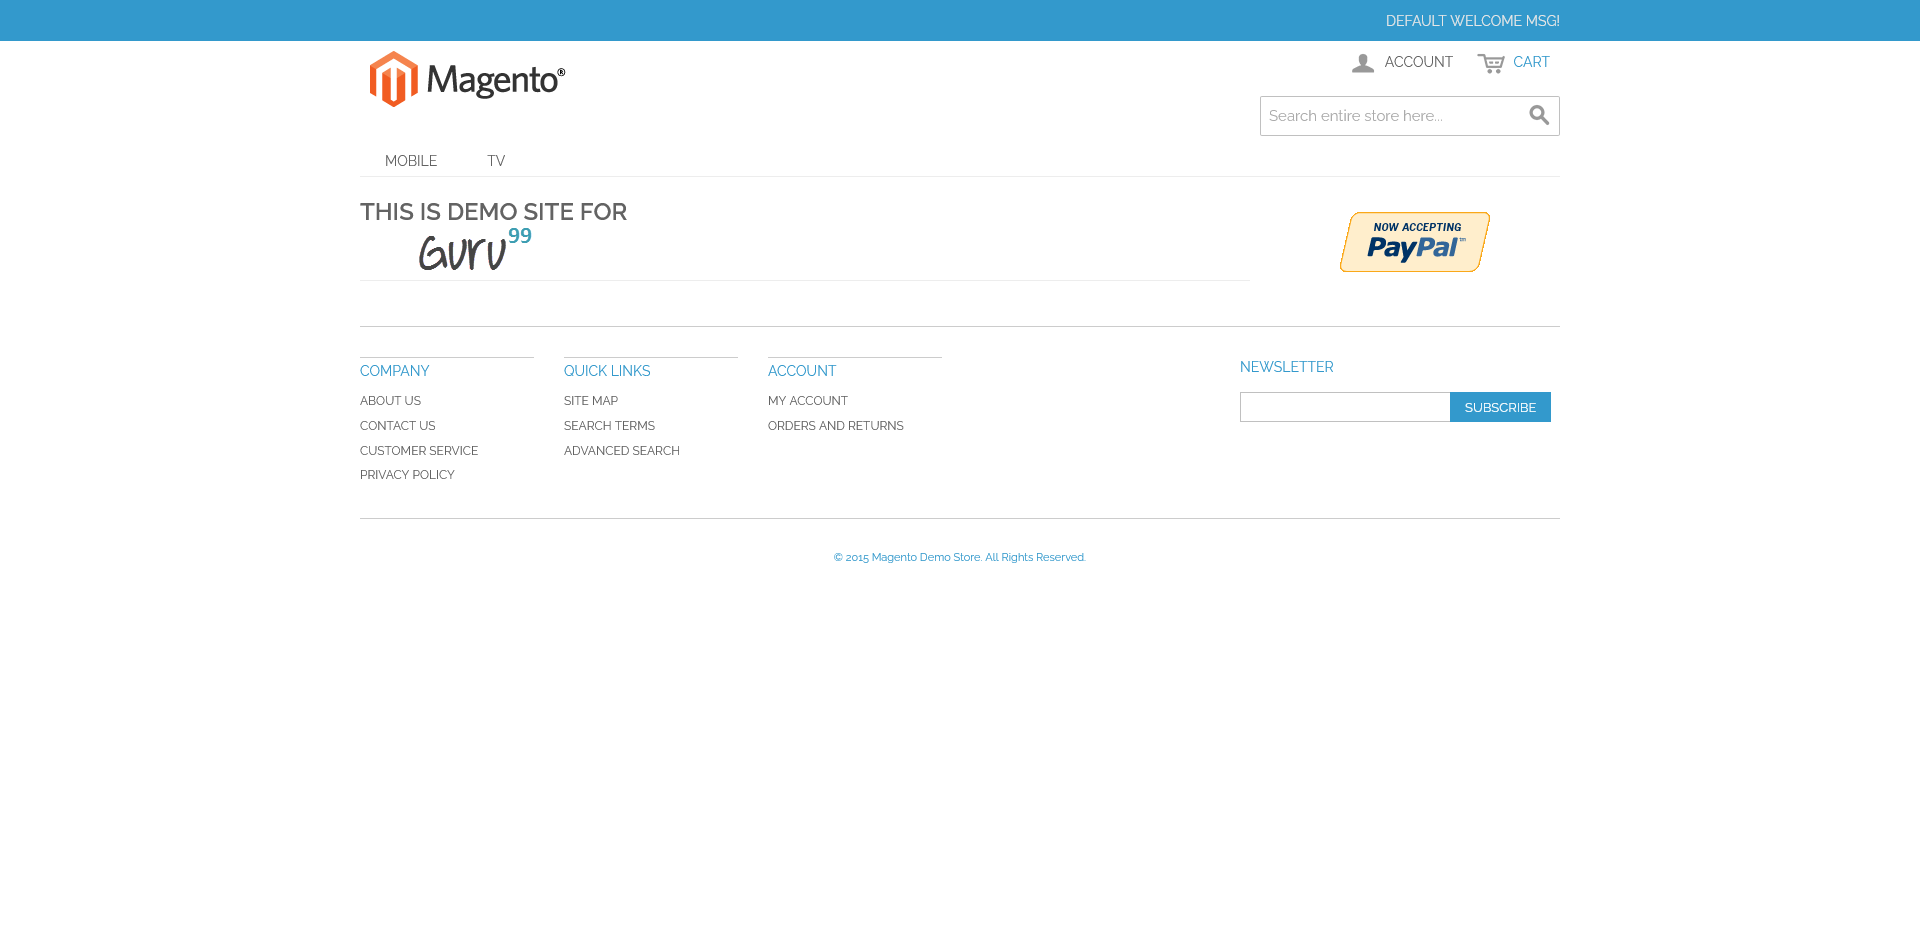 DEFAULT WELCOME MSG!
Magento®
ACCOUNT
CART
Search entire store here...
MOBILE
TV
THIS IS DEMO SITE FOR
Guru99
NOW ACCEPTING
PayPal™
COMPANY
ABOUT US
CONTACT US
CUSTOMER SERVICE
PRIVACY POLICY
QUICK LINKS
SITE MAP
SEARCH TERMS
ADVANCED SEARCH
ACCOUNT
MY ACCOUNT
ORDERS AND RETURNS
NEWSLETTER
SUBSCRIBE
© 2015 Magento Demo Store. All Rights Reserved.